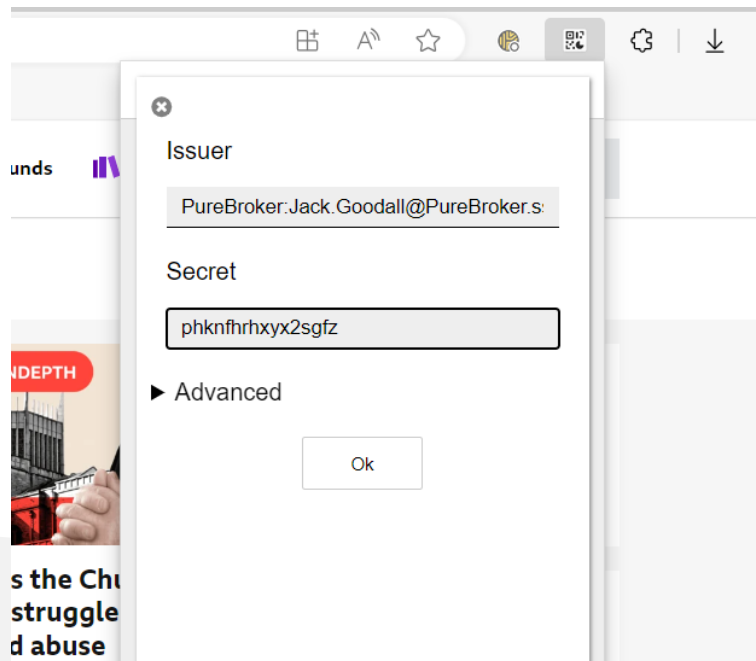 Issuer
unds
PureBroker:Jack.Goodall@PureBroker.s
Secret
phknfhrhxyx2sgfz
NDEPTH
Advanced
Ok
s the Chu
struggle
d abuse